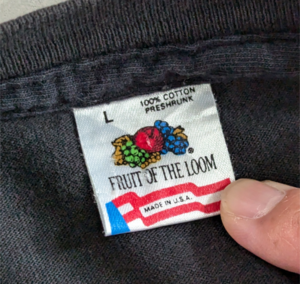 L
100% COTTON
PRESHRUNK
FRUIT OF THE LOOM
®
MADE IN U.S.A.